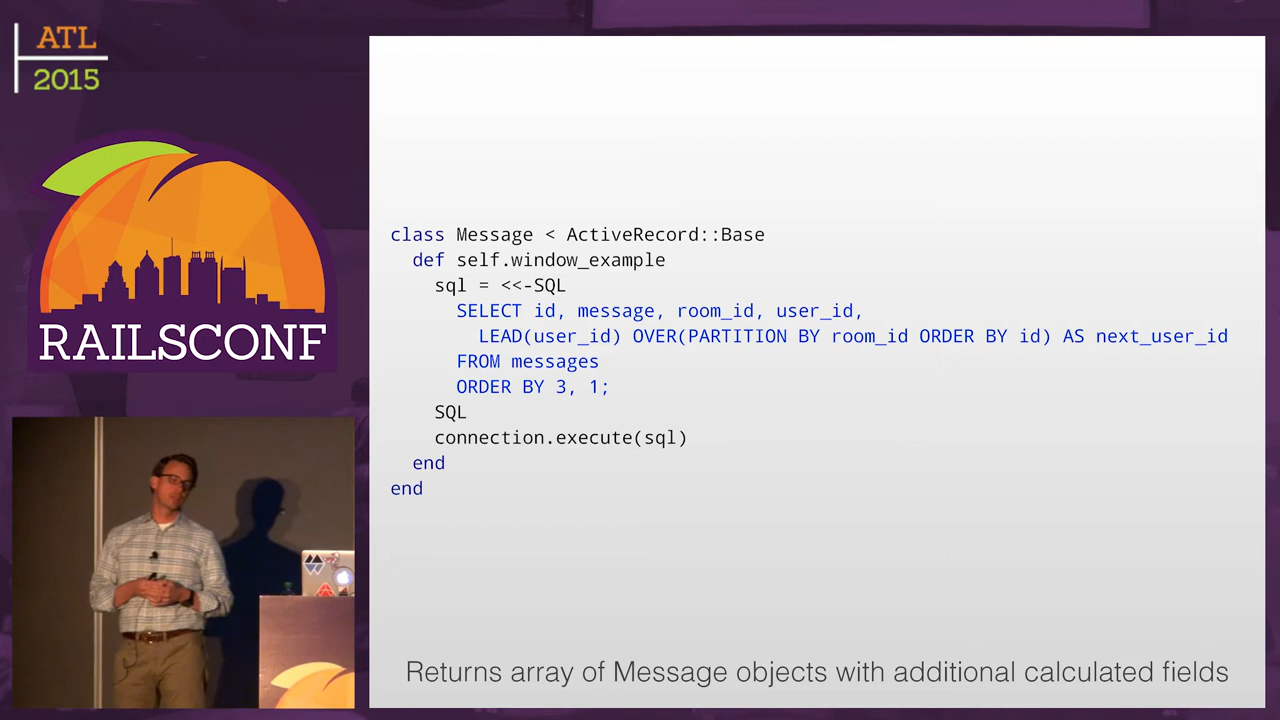 ATL
2015
RAILSCONF
class Message < ActiveRecord::Base
  def self.window_example
    sql = <<-SQL
      SELECT id, message, room_id, user_id,
        LEAD(user_id) OVER(PARTITION BY room_id ORDER BY id) AS next_user_id
      FROM messages
      ORDER BY 3, 1;
    SQL
    connection.execute(sql)
  end
end
Returns array of Message objects with additional calculated fields